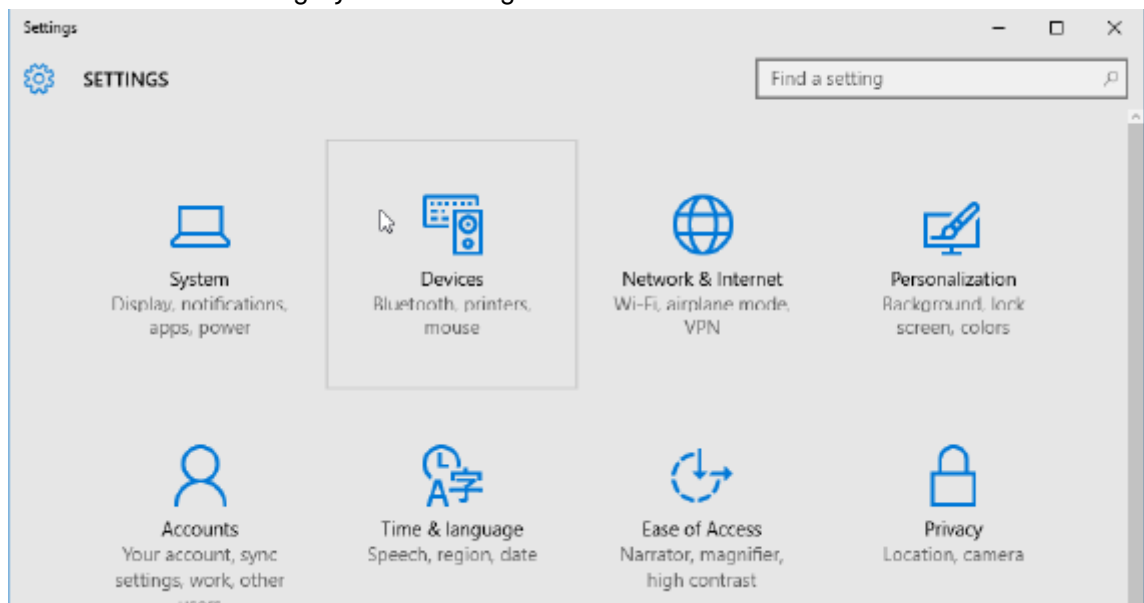 Settings
SETTINGS
Find a setting
System
Display, notifications,
apps, power
Devices
Bluetooth, printers,
mouse
Network & Internet
Wi-Fi, airplane mode,
VPN
Personalization
Background, lock
screen, colors
Accounts
Your account, sync
settings, work, other
Time & language
Speech, region, date
Ease of Access
Narrator, magnifier,
high contrast
Privacy
Location, camera